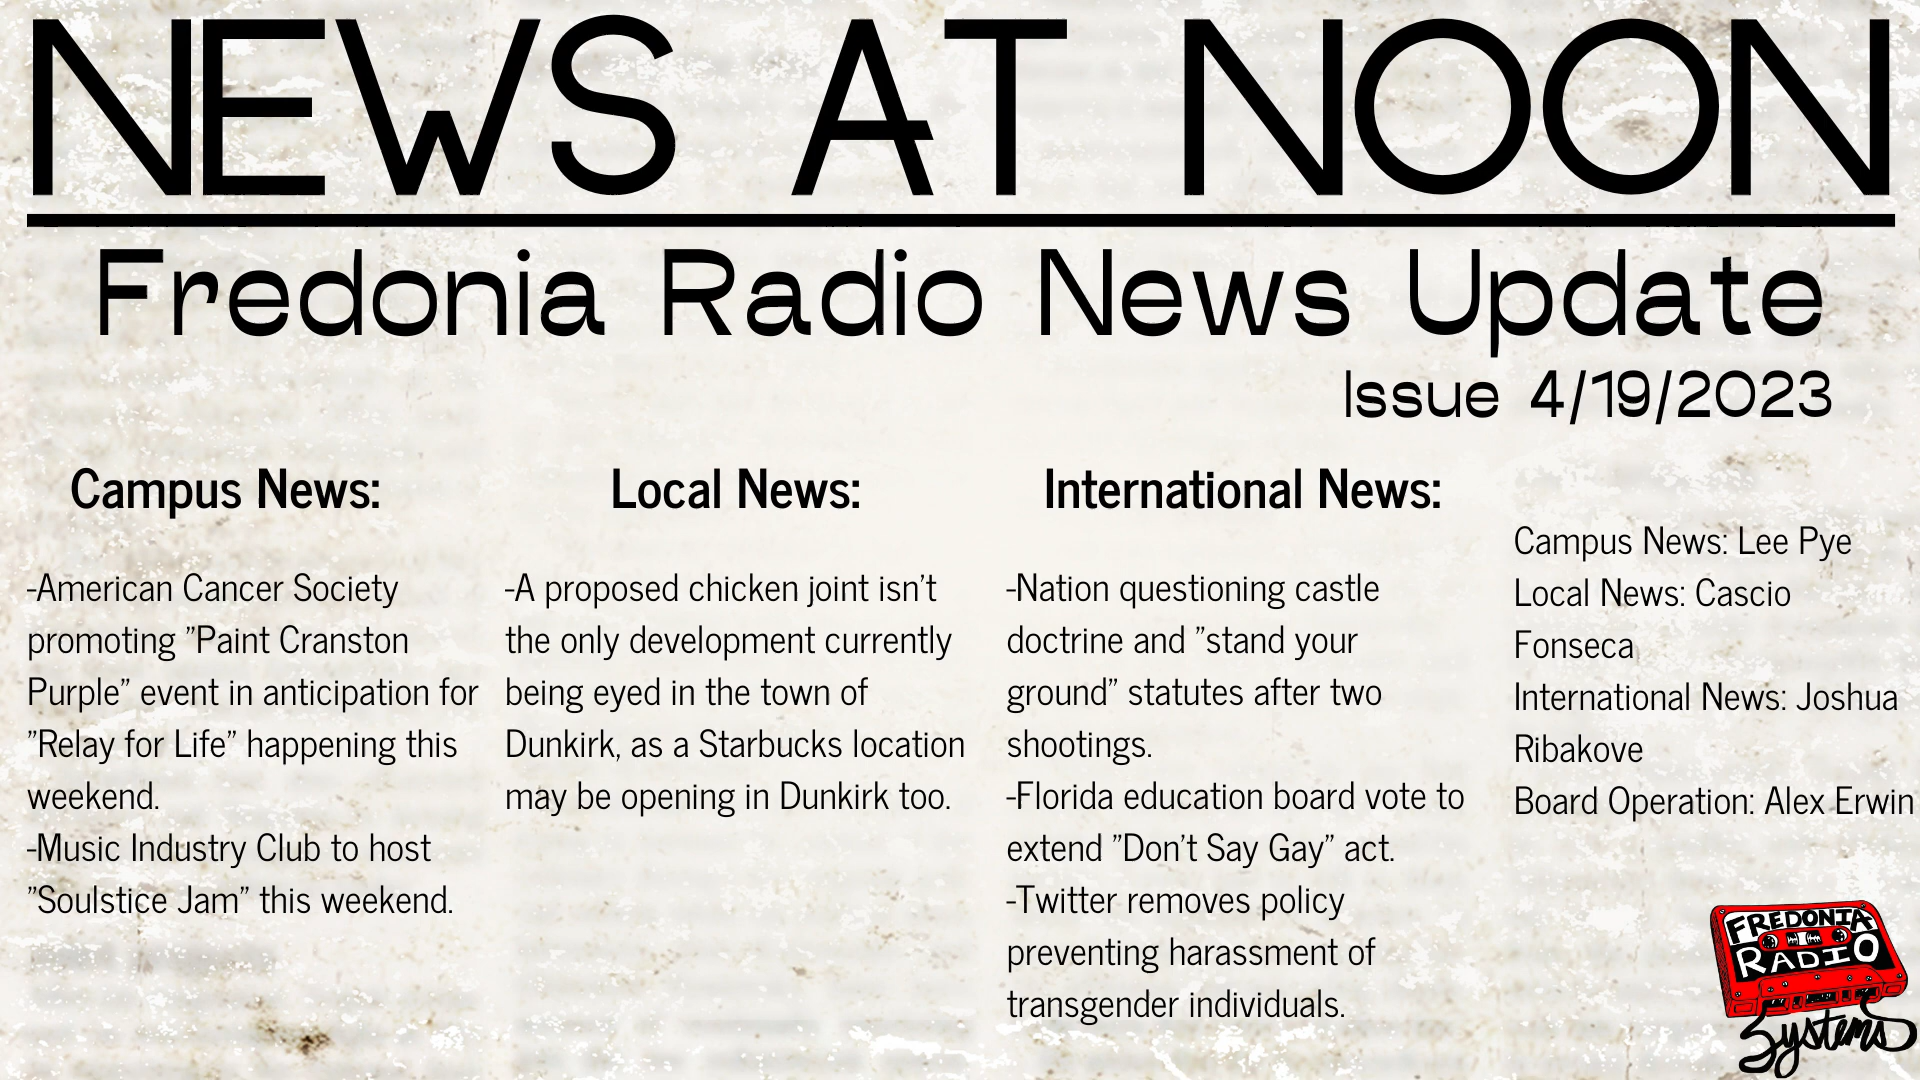 NEWS AT NOON
Fredonia Radio News Update
Issue 4/19/2023
Campus News:
-American Cancer Society
promoting "Paint Cranston
Purple" event in anticipation for
"Relay for Life" happening this
weekend.
-Music Industry Club to host
"Soulstice Jam" this weekend.
Local News:
-A proposed chicken joint isn't
the only development currently
being eyed in the town of
Dunkirk, as a Starbucks location
may be opening in Dunkirk too.
International News:
-Nation questioning castle
doctrine and "stand your
ground" statutes after two
shootings.
-Florida education board vote to
extend "Don't Say Gay" act.
-Twitter removes policy
preventing harassment of
transgender individuals.
Campus News: Lee Pye
Local News: Cascio
Fonseca
International News: Joshua
Ribakove
Board Operation: Alex Erwin
FREDONIA
RADIO
Systems